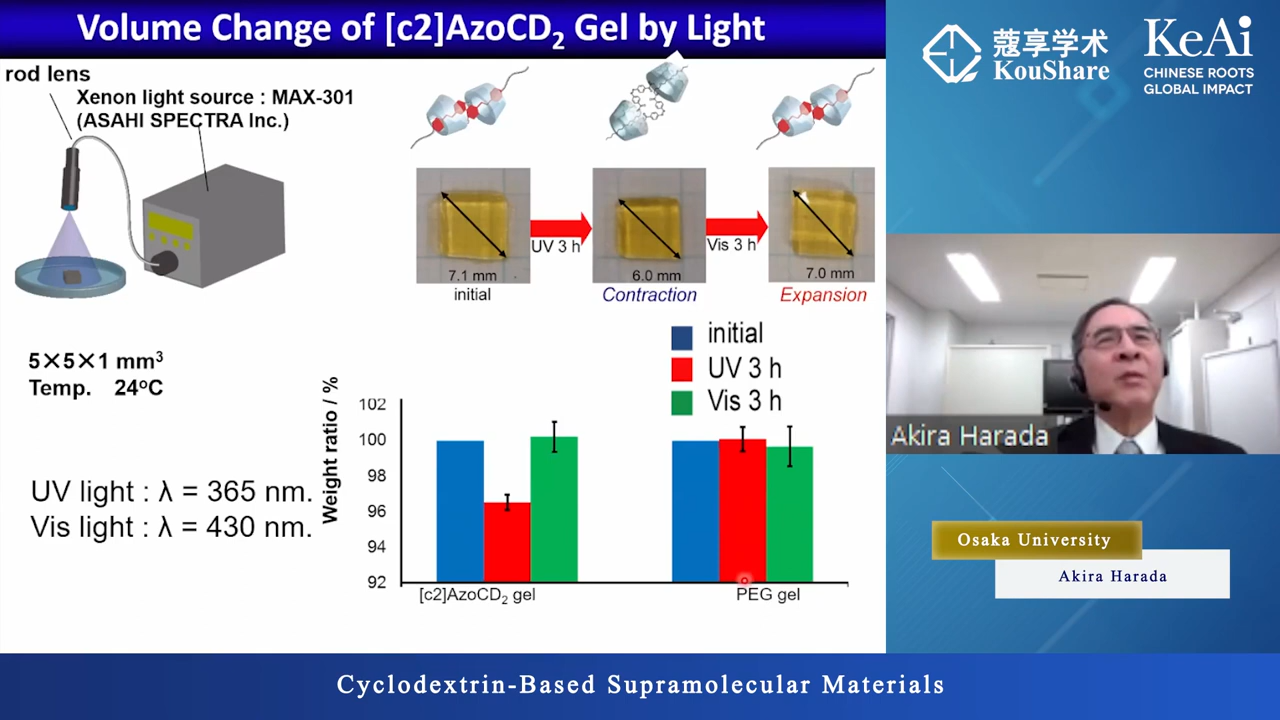 Volume Change of [c2]AzoCD₂ Gel by Light
rod lens
Xenon light source : MAX-301
(ASAHI SPECTRA Inc.)
UV 3 h
Vis 3 h
7.1 mm
6.0 mm
7.0 mm
initial
Contraction
Expansion
5×5×1 mm³
Temp. 24°C
UV light : λ = 365 nm.
Vis light : λ = 430 nm.
initial
UV 3 h
Vis 3 h
Weight ratio / %
102
100
98
96
94
92
[c2]AzoCD₂ gel
PEG gel
蔻享学术
KouShare
KeAi
CHINESE ROOTS
GLOBAL IMPACT
Akira Harada
Osaka University
Akira Harada
Cyclodextrin-Based Supramolecular Materials